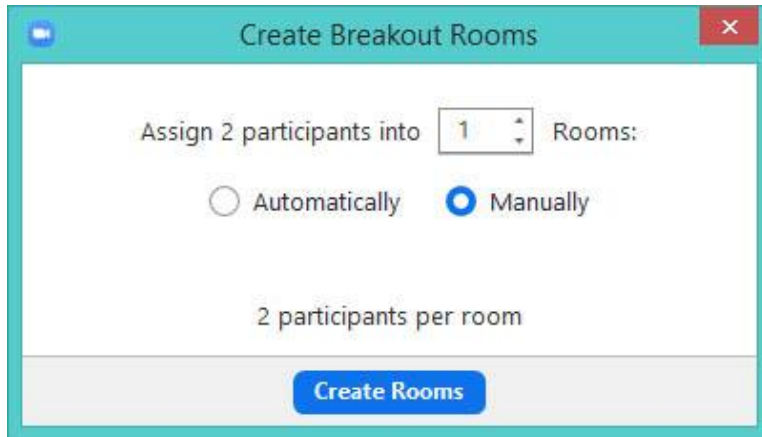 Create Breakout Rooms
Assign 2 participants into 1 Rooms:
Automatically Manually
2 participants per room
Create Rooms